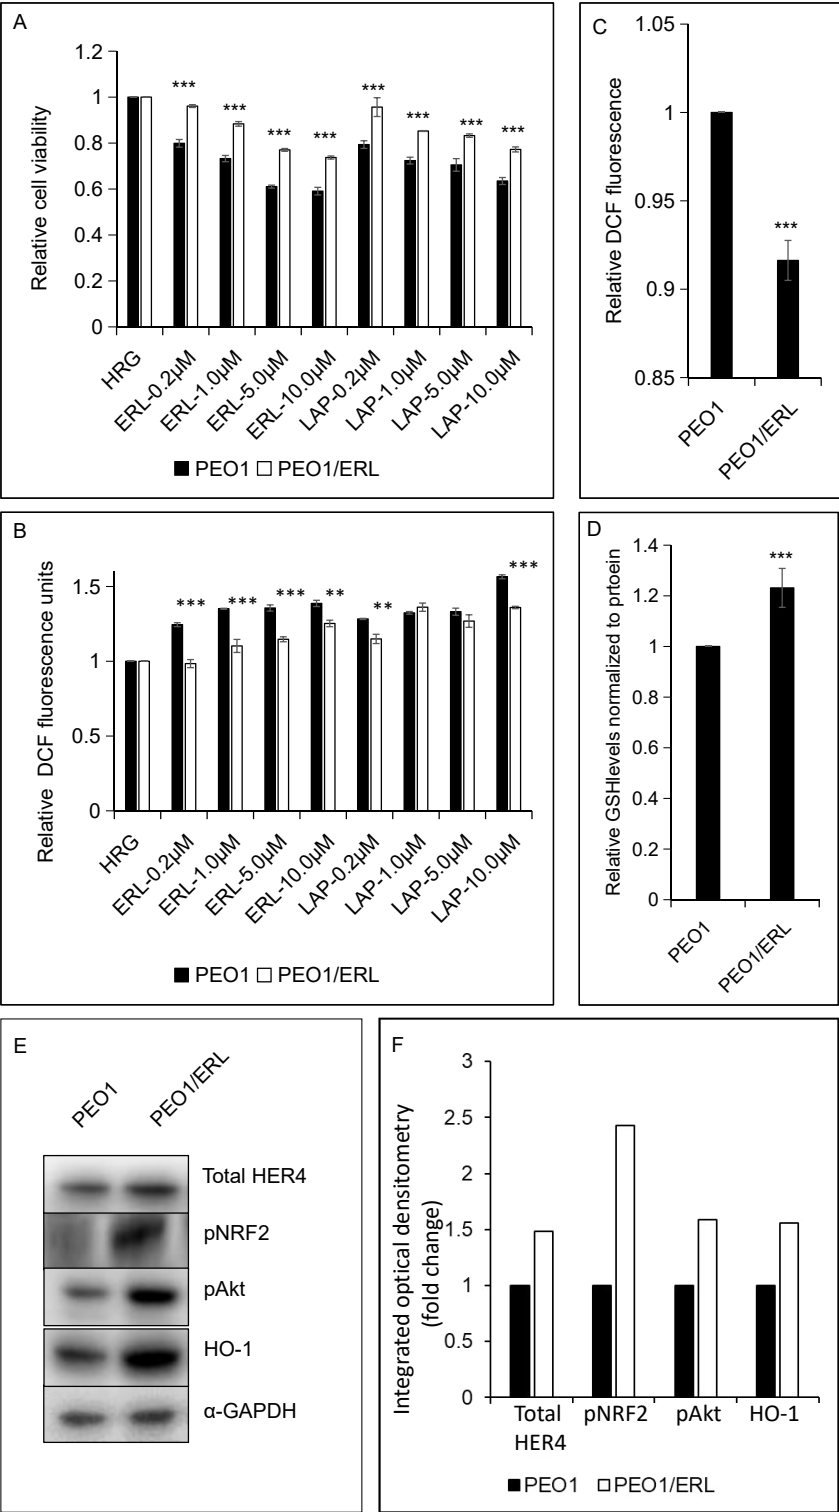 A
Relative cell viability
1.2
1
0.8
0.6
0.4
0.2
0
***
***
***
***
***
***
***
***
HRG
ERL-0.2µM
ERL-1.0µM
ERL-5.0µM
ERL-10.0µM
LAP-0.2µM
LAP-1.0µM
LAP-5.0µM
LAP-10.0µM
PEO1 PEO1/ERL
C
Relative DCF fluorescence
1.05
1
0.95
0.9
0.85
***
PEO1
PEO1/ERL
B
Relative DCF fluorescence units
1.5
1
0.5
0
***
***
***
**
**
***
HRG
ERL-0.2µM
ERL-1.0µM
ERL-5.0µM
ERL-10.0µM
LAP-0.2µM
LAP-1.0µM
LAP-5.0µM
LAP-10.0µM
PEO1 PEO1/ERL
D
Relative GSHlevels normalized to prtoein
1.4
1.2
1
0.8
0.6
0.4
0.2
0
***
PEO1
PEO1/ERL
E
PEO1
PEO1/ERL
Total HER4
pNRF2
pAkt
HO-1
α-GAPDH
F
Integrated optical densitometry
(fold change)
3
2.5
2
1.5
1
0.5
0
Total
HER4
pNRF2
pAkt
HO-1
PEO1 PEO1/ERL